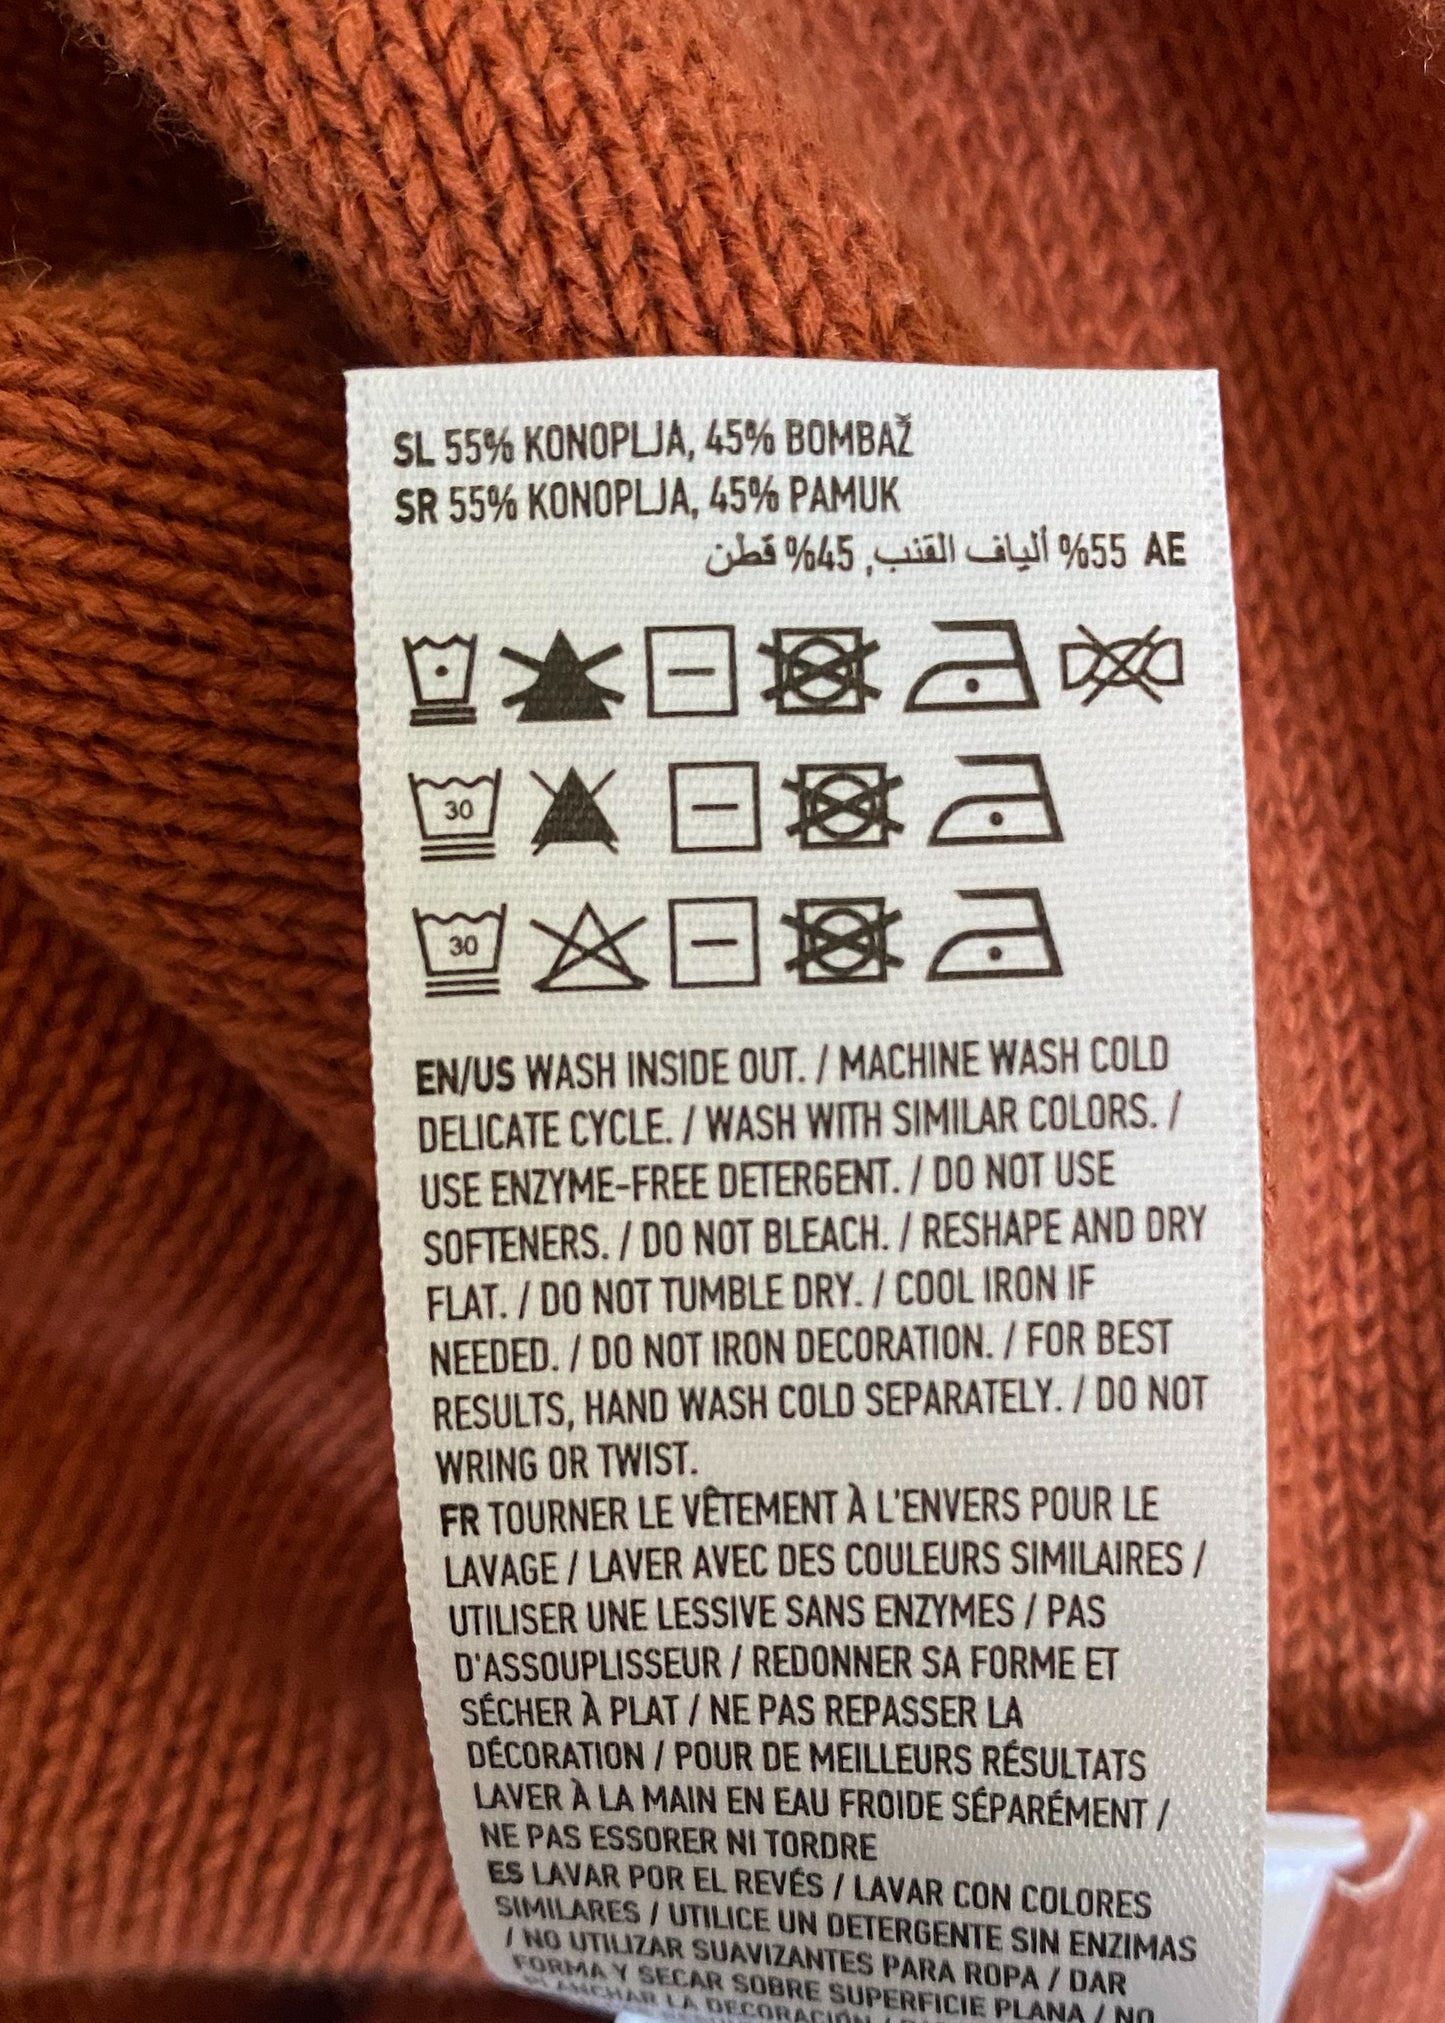 SL 55% KONOPLJA, 45% BOMBAŽ
SR 55% KONOPLJA, 45% PAMUK
AE 55% ألياف القنب, 45% قطن
30
30
EN/US WASH INSIDE OUT. / MACHINE WASH COLD
DELICATE CYCLE. / WASH WITH SIMILAR COLORS. /
USE ENZYME-FREE DETERGENT. / DO NOT USE
SOFTENERS. / DO NOT BLEACH. / RESHAPE AND DRY
FLAT. / DO NOT TUMBLE DRY. / COOL IRON IF
NEEDED. / DO NOT IRON DECORATION. / FOR BEST
RESULTS, HAND WASH COLD SEPARATELY. / DO NOT
WRING OR TWIST.
FR TOURNER LE VÊTEMENT À L'ENVERS POUR LE
LAVAGE / LAVER AVEC DES COULEURS SIMILAIRES /
UTILISER UNE LESSIVE SANS ENZYMES / PAS
D'ASSOUPLISSEUR / REDONNER SA FORME ET
SÉCHER À PLAT / NE PAS REPASSER LA
DÉCORATION / POUR DE MEILLEURS RÉSULTATS
LAVER À LA MAIN EN EAU FROIDE SÉPARÉMENT /
NE PAS ESSORER NI TORDRE
ES LAVAR POR EL REVÉS / LAVAR CON COLORES
SIMILARES / UTILICE UN DETERGENTE SIN ENZIMAS
/ NO UTILIZAR SUAVIZANTES PARA ROPA / DAR
FORMA Y SECAR SOBRE SUPERFICIE PLANA / NO
PLANCHAR LA DECORACIÓN /